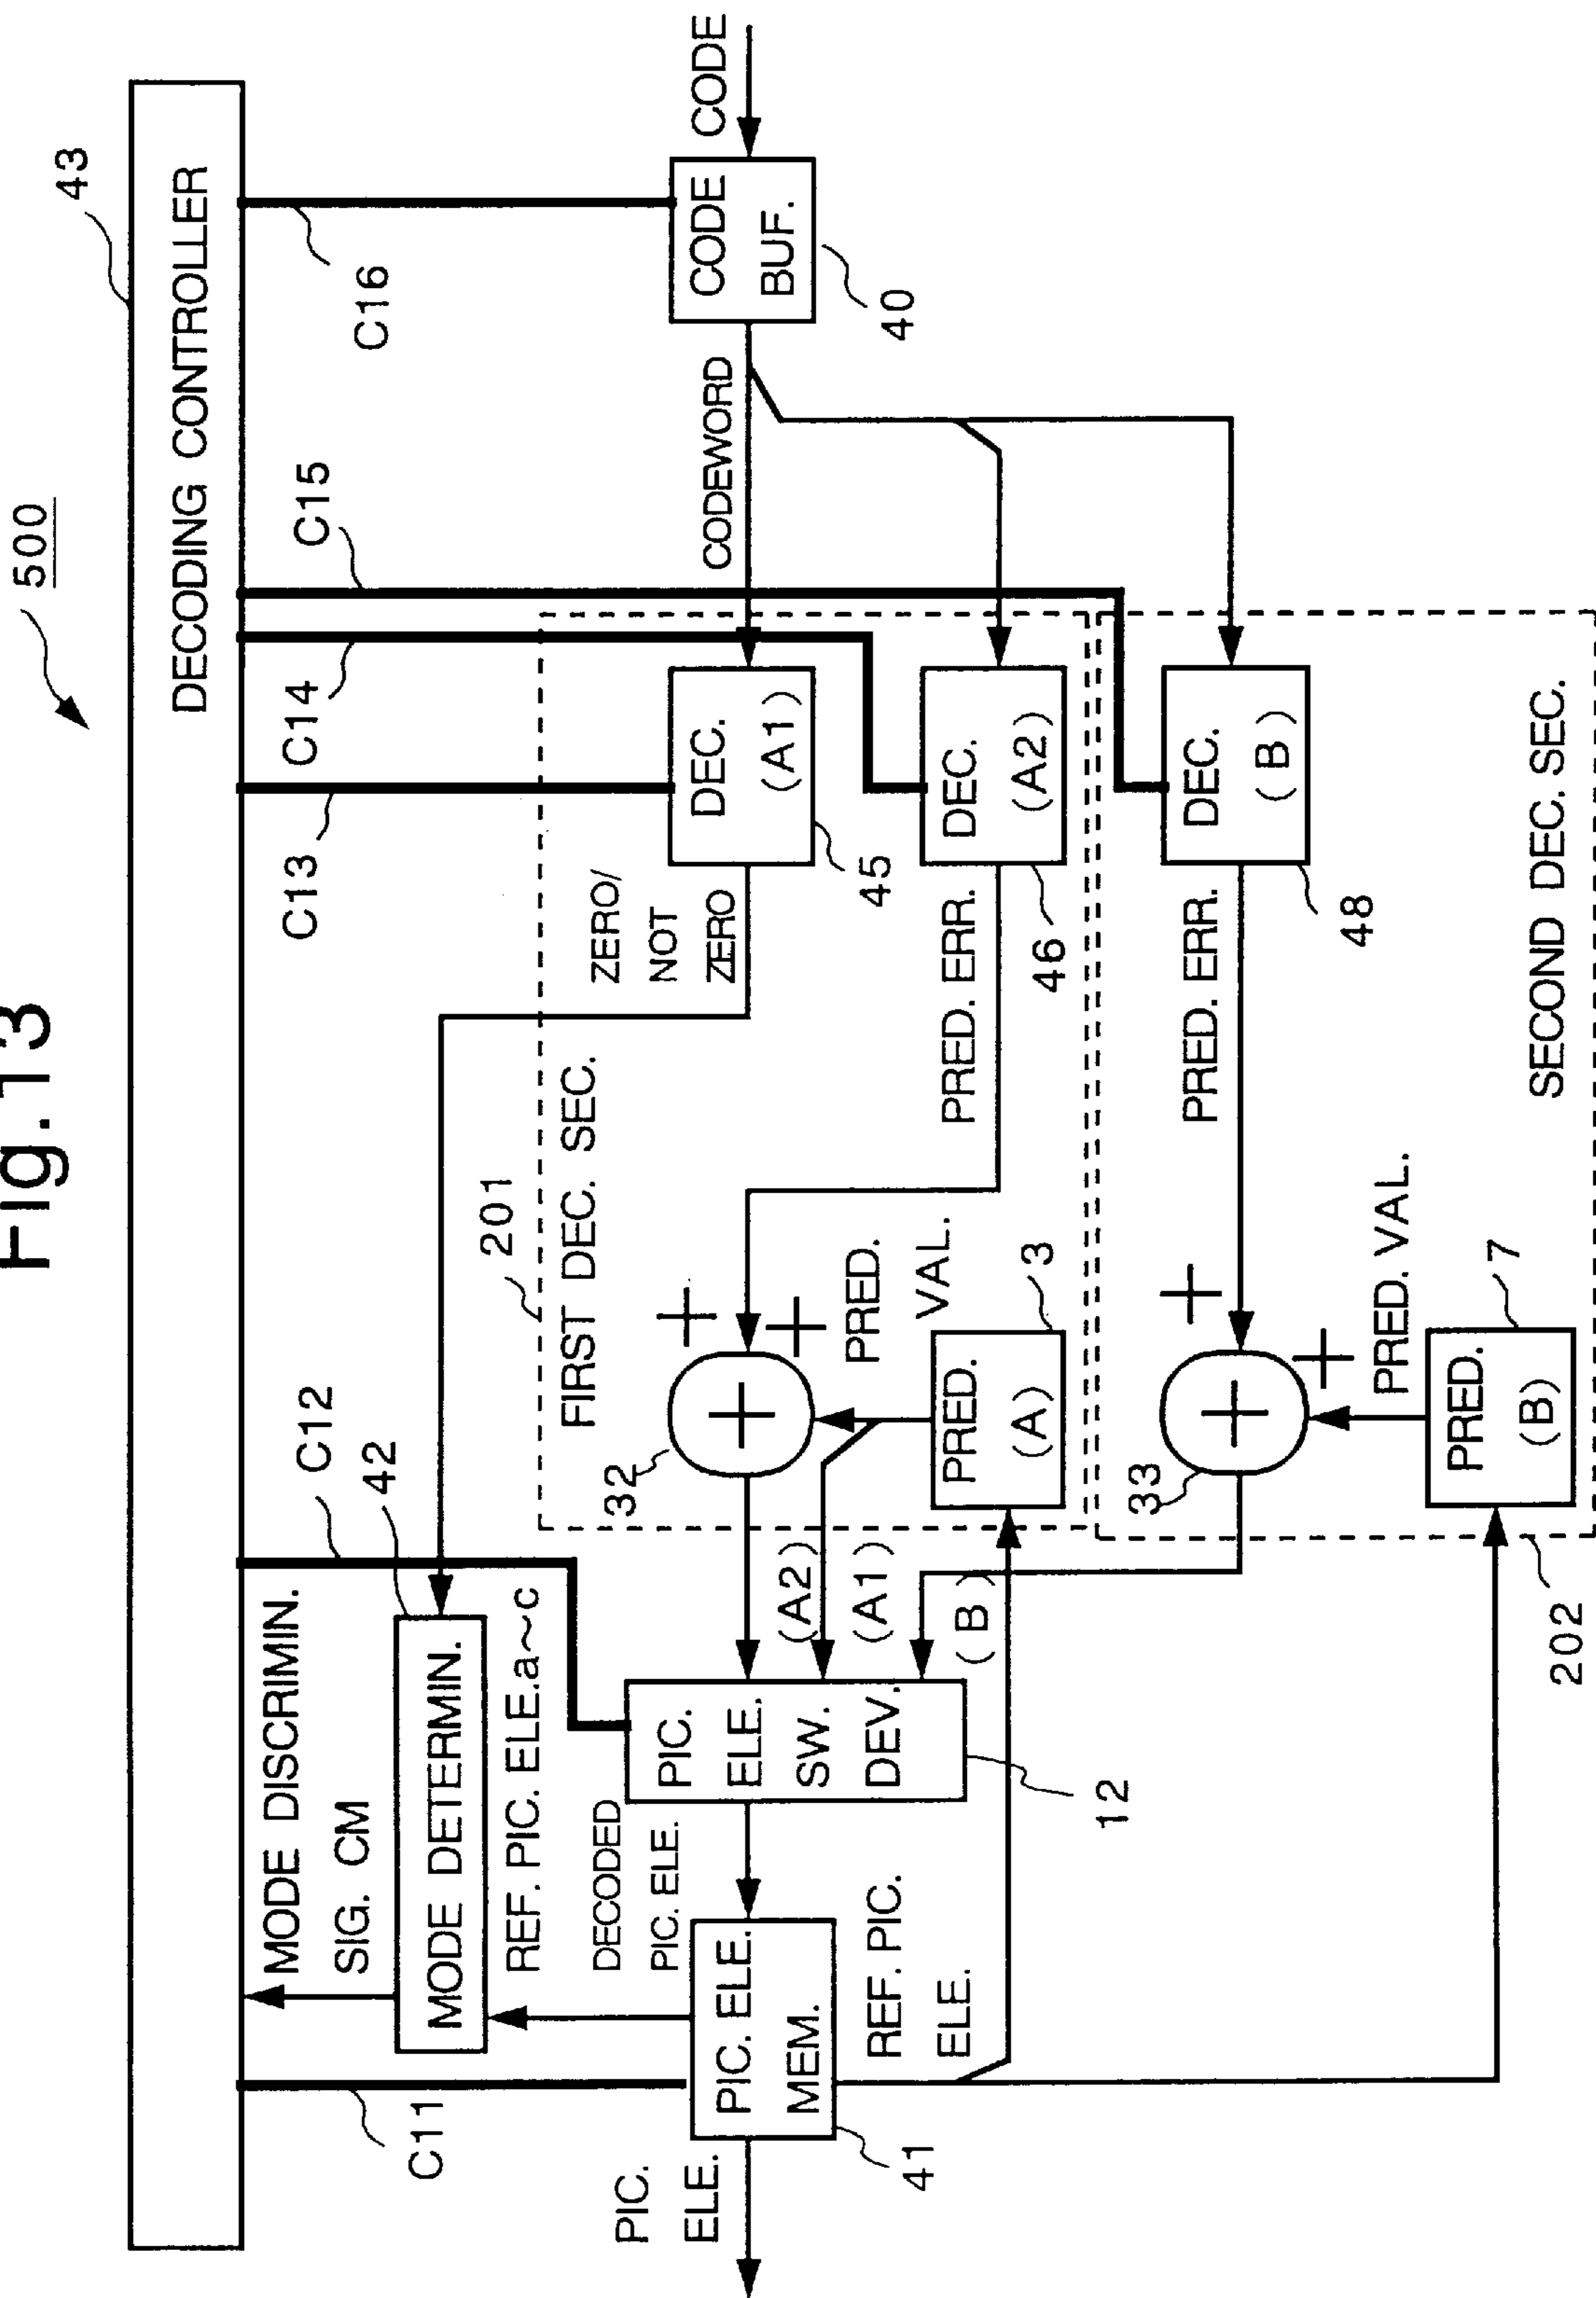 Fig.13
500
43
DECODING CONTROLLER
C11
MODE DISCRIMIN.
SIG. CM
C12
42
MODE DETERMIN.
REF. PIC. ELE.a~c
C13
C14
C15
C16
PIC.
ELE.
PIC. ELE.
MEM.
41
DECODED
PIC. ELE.
PIC.
ELE.
SW.
DEV.
12
(A2)
(A1)
(B)
REF. PIC.
ELE.
201
FIRST DEC. SEC.
32
+
+
+
PRED.
VAL.
PRED.
(A)
3
ZERO/
NOT
ZERO
DEC.
(A1)
45
PRED. ERR.
DEC.
(A2)
46
CODEWORD
CODE
BUF.
40
CODE
202
33
+
+
+
PRED. VAL.
PRED.
(B)
7
PRED. ERR.
DEC.
(B)
48
SECOND DEC. SEC.